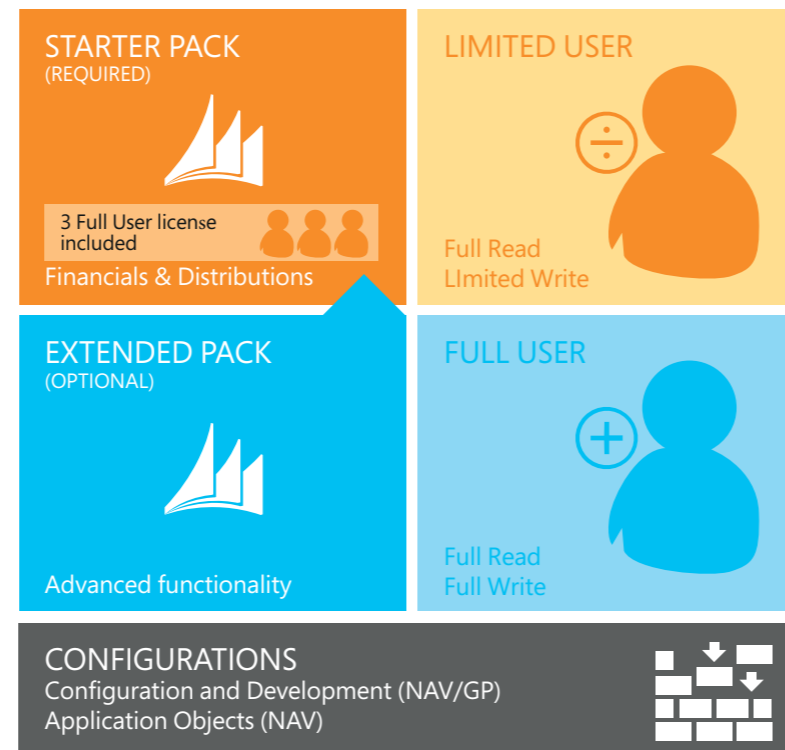 STARTER PACK
(REQUIRED)
3 Full User license
included
Financials & Distributions
LIMITED USER
Full Read
LImited Write
EXTENDED PACK
(OPTIONAL)
Advanced functionality
FULL USER
Full Read
Full Write
CONFIGURATIONS
Configuration and Development (NAV/GP)
Application Objects (NAV)